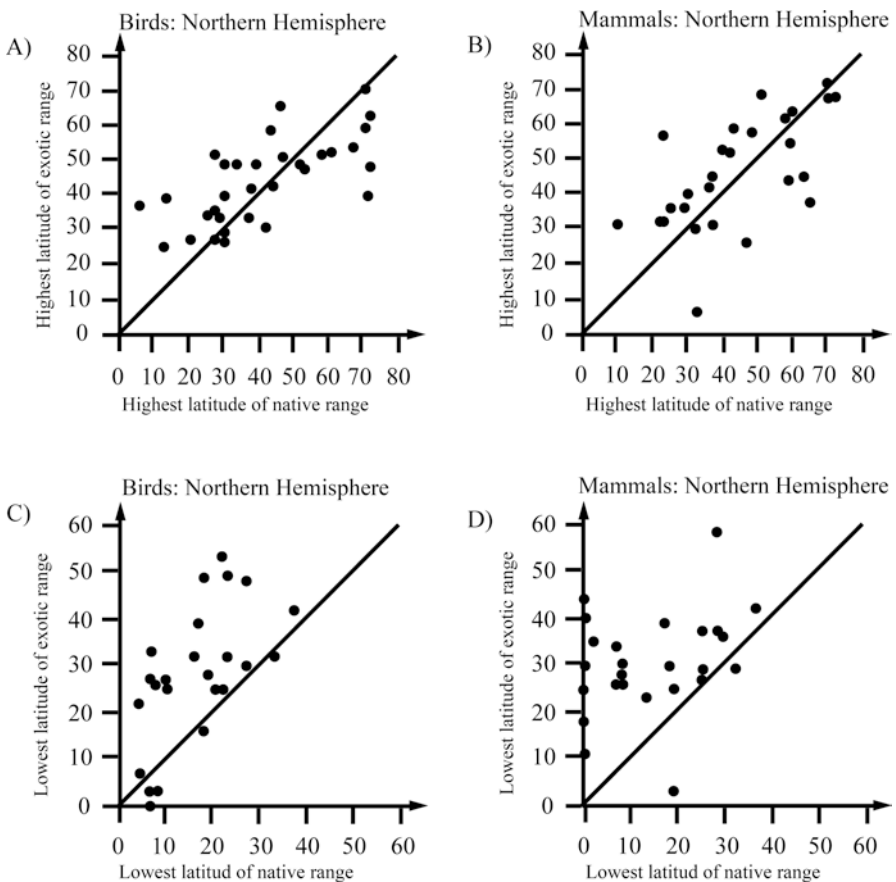 A)
Birds: Northern Hemisphere
Highest latitude of exotic range
80
70
60
50
40
30
20
10
0
0 10 20 30 40 50 60 70 80
Highest latitude of native range
B)
Mammals: Northern Hemisphere
Highest latitude of exotic range
80
70
60
50
40
30
20
10
0
0 10 20 30 40 50 60 70 80
Highest latitude of native range
C)
Birds: Northern Hemisphere
Lowest latitude of exotic range
60
50
40
30
20
10
0
0 10 20 30 40 50 60
Lowest latitud of native range
D)
Mammals: Northern Hemisphere
Lowest latitude of exotic range
60
50
40
30
20
10
0
0 10 20 30 40 50 60
Lowest latitude of native range